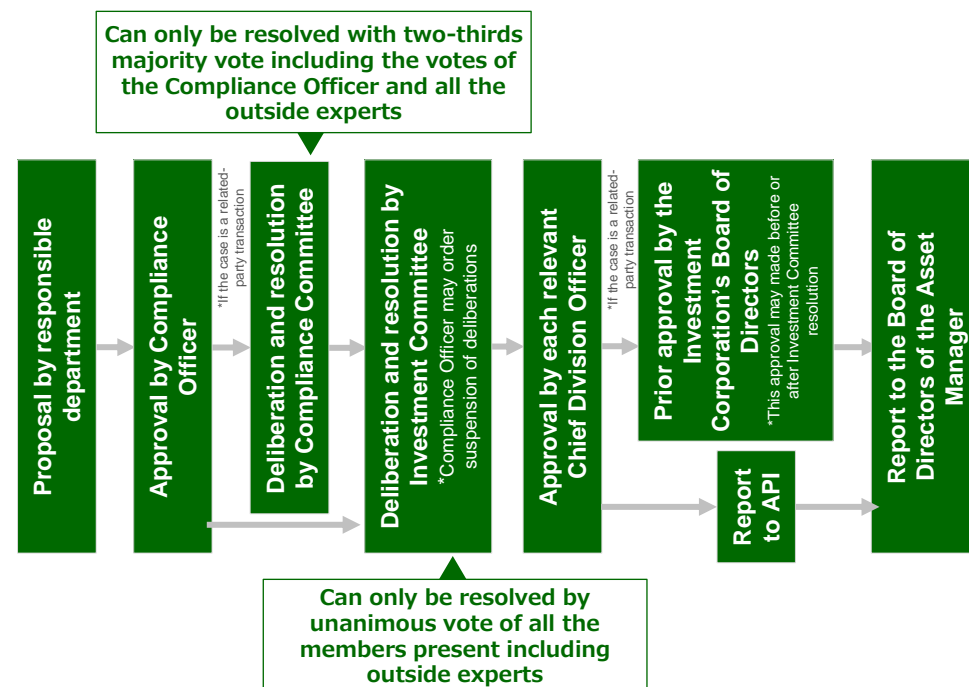 Can only be resolved with two-thirds
majority vote including the votes of
the Compliance Officer and all the
outside experts
Proposal by responsible
department
Approval by Compliance
Officer
*If the case is a related-
party transaction
Deliberation and resolution
by Compliance Committee
Deliberation and resolution by
Investment Committee
*Compliance Officer may order
suspension of deliberations
Approval by each relevant
Chief Division Officer
*If the case is a related-
party transaction
Prior approval by the
Investment
Corporation's Board of
Directors
*This approval may made before or
after Investment Committee
resolution
Report
to API
Report to the Board of
Directors of the Asset
Manager
Can only be resolved by
unanimous vote of all the
members present including
outside experts